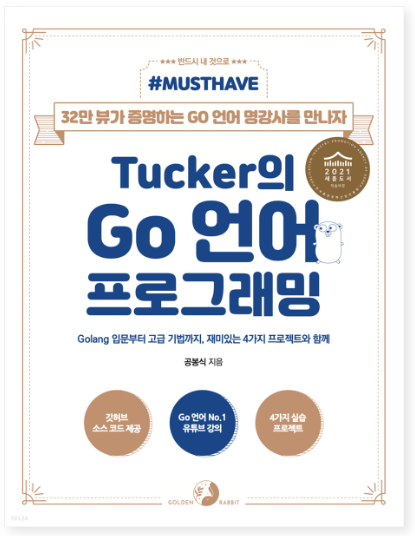 ★★★ 반드시 내 것으로 ★★★
#MUSTHAVE
32만 뷰가 증명하는 GO 언어 명강사를 만나자
2021
세종도서
학술부문
Tucker의
Go 언어
프로그래밍
Golang 입문부터 고급 기법까지, 재미있는 4가지 프로젝트와 함께
공봉식 지음
깃허브
소스 코드 제공
Go 언어 No.1
유튜브 강의
4가지 실습
프로젝트
GOLDEN RABBIT
YES24